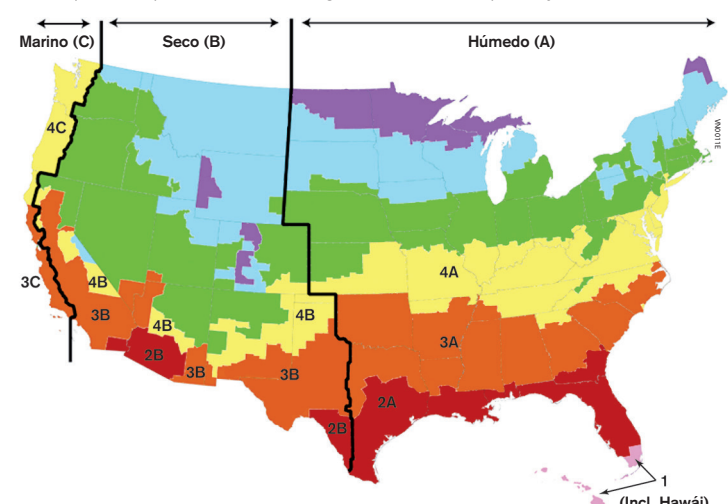 Marino (C)
Seco (B)
Húmedo (A)
VN0011E
4C
3C
4B
4A
3B
4B
4B
3A
2B
3B
3B
2A
2B
1
(Incl. Hawái)